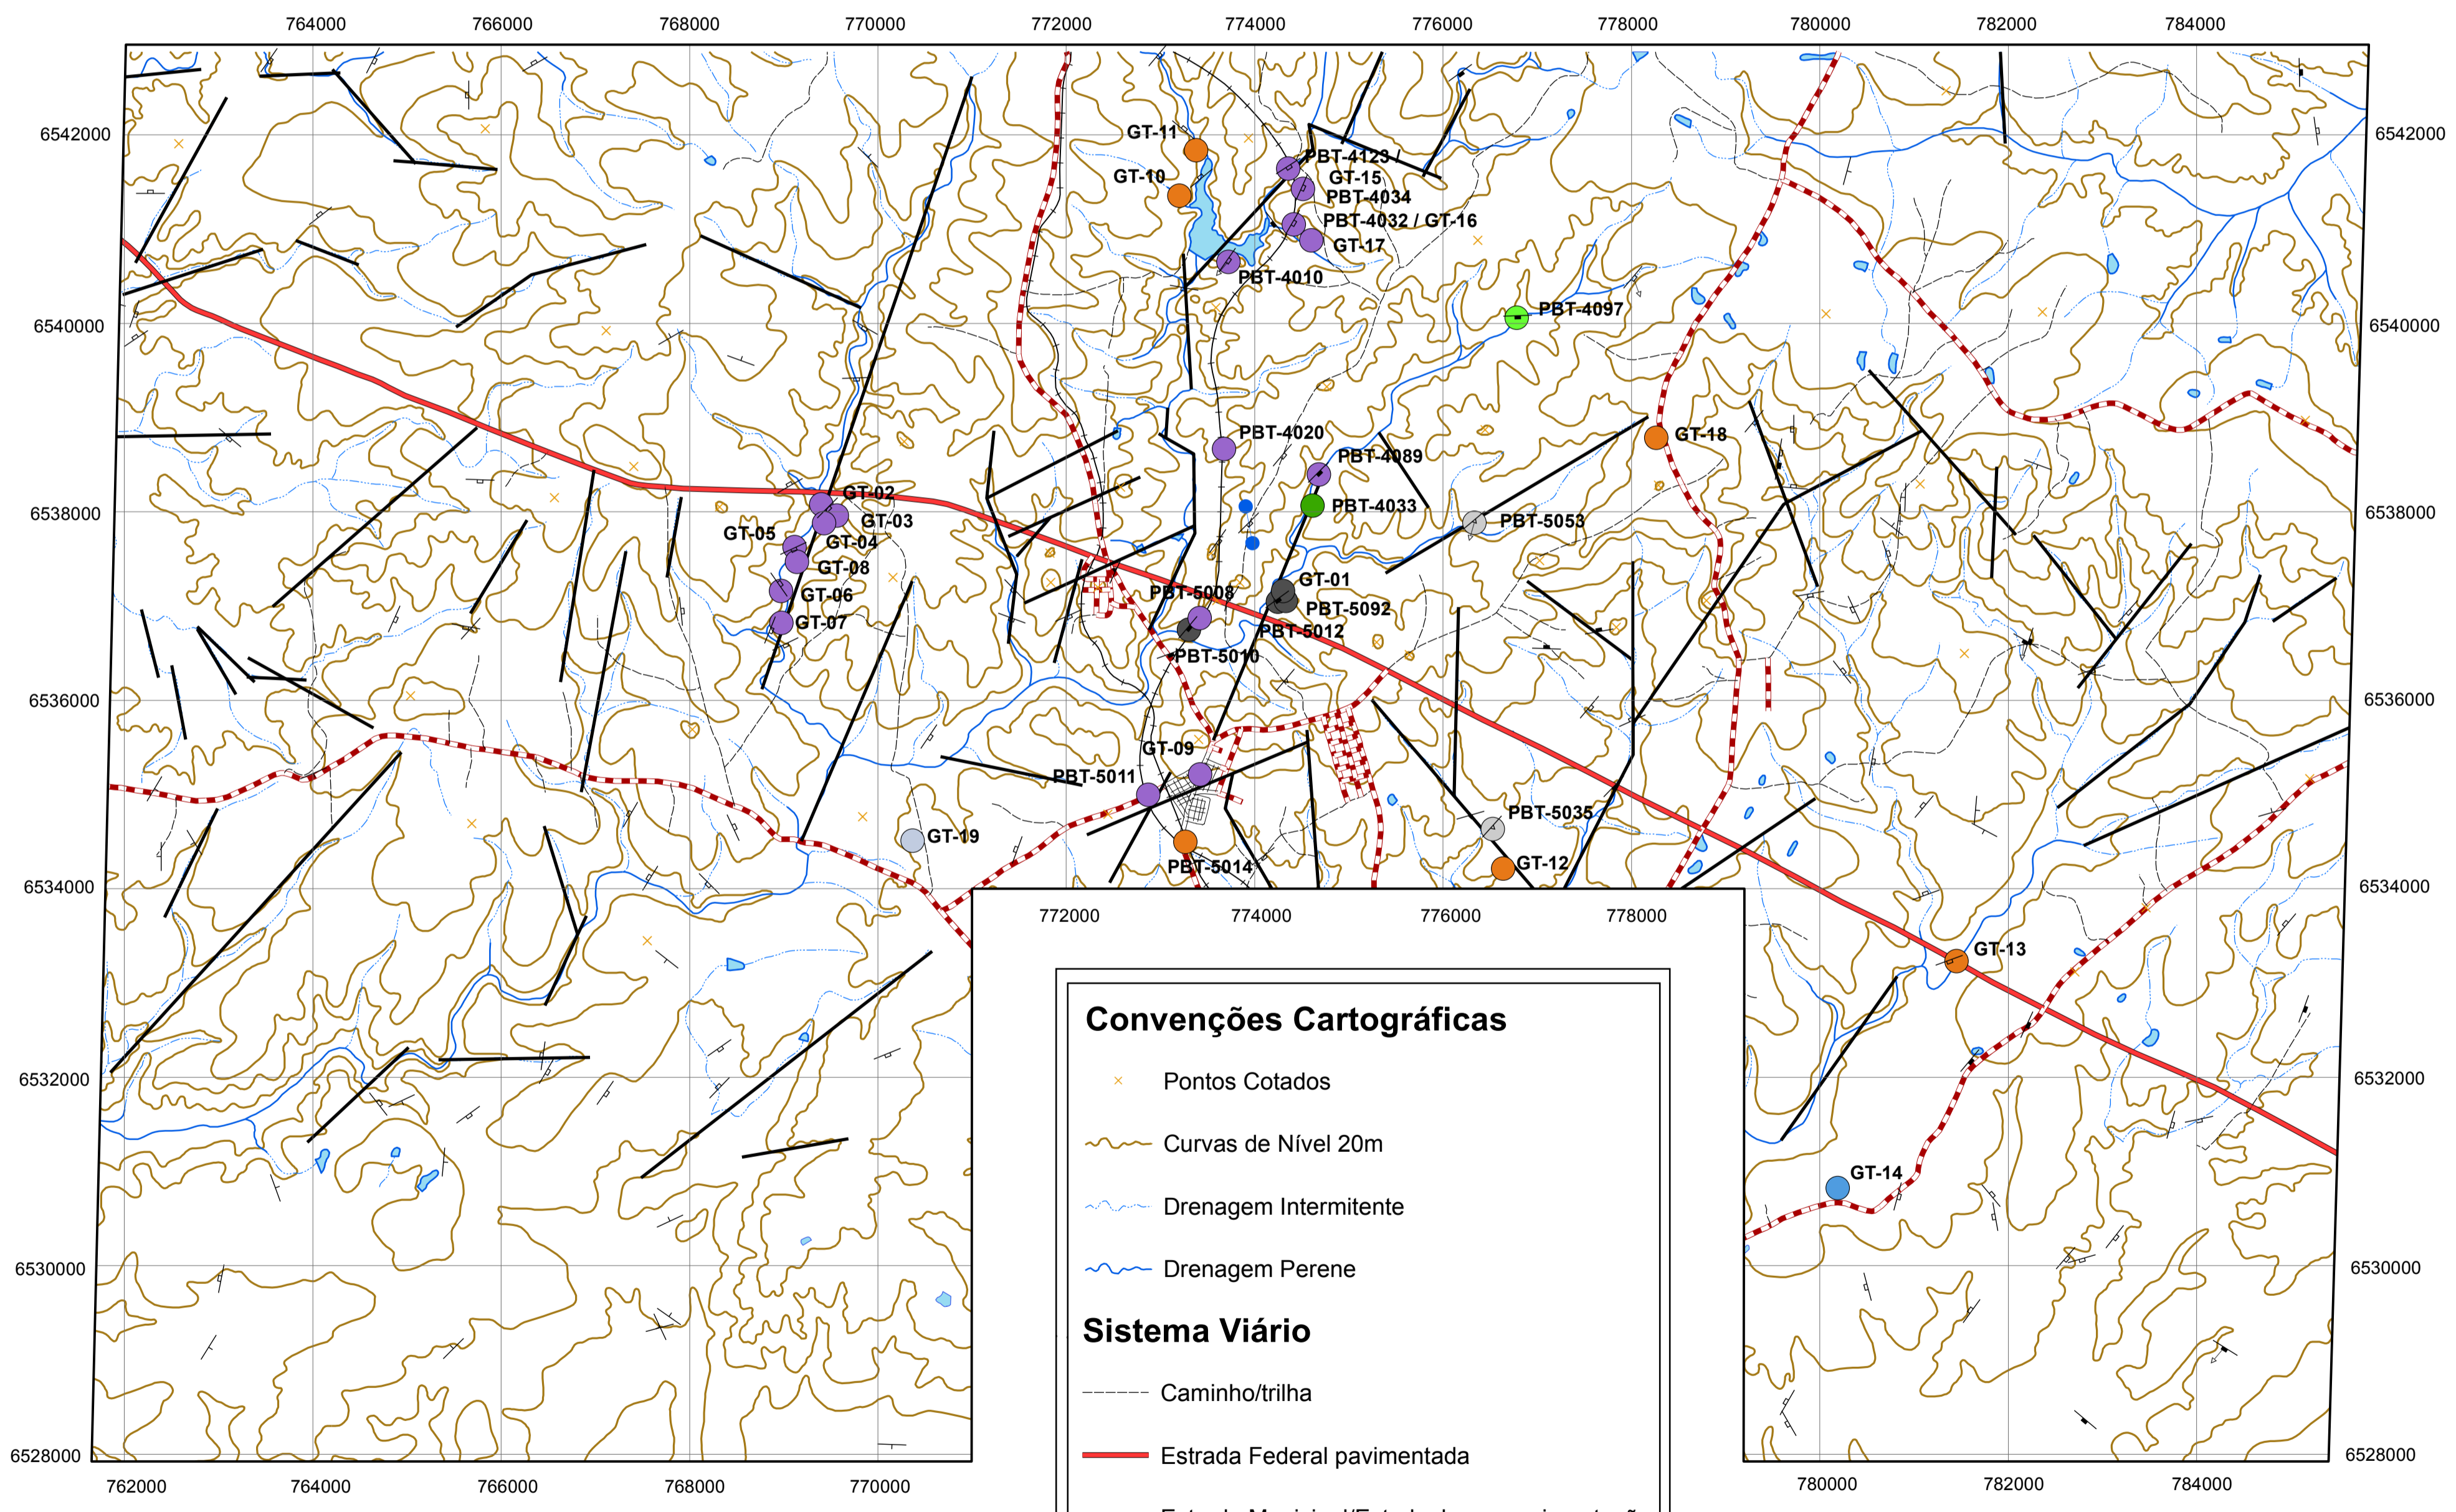 764000 766000 768000 770000 772000 774000 776000 778000 780000 782000 784000
6542000 6542000
GT-11
GT-10
PBT-4123 /
GT-15
PBT-4034
PBT-4032 / GT-16
GT-17
PBT-4010
PBT-4097
6540000 6540000
PBT-4020
GT-18
PBT-4089
GT-02
PBT-4033
6538000 6538000
GT-03
PBT-5053
GT-05
GT-04
GT-08
GT-01
PBT-5008
GT-06
PBT-5092
GT-07
PBT-5012
PBT-5010
6536000 6536000
GT-09
PBT-5011
PBT-5035
GT-19
GT-12
PBT-5014
6534000 6534000
772000 774000 776000 778000
GT-13
Convenções Cartográficas
Pontos Cotados
6532000 6532000
Curvas de Nível 20m
GT-14
Drenagem Intermitente
Drenagem Perene
6530000 6530000
Sistema Viário
Caminho/trilha
Estrada Federal pavimentada
6528000 6528000
762000 764000 766000 768000 770000 780000 782000 784000